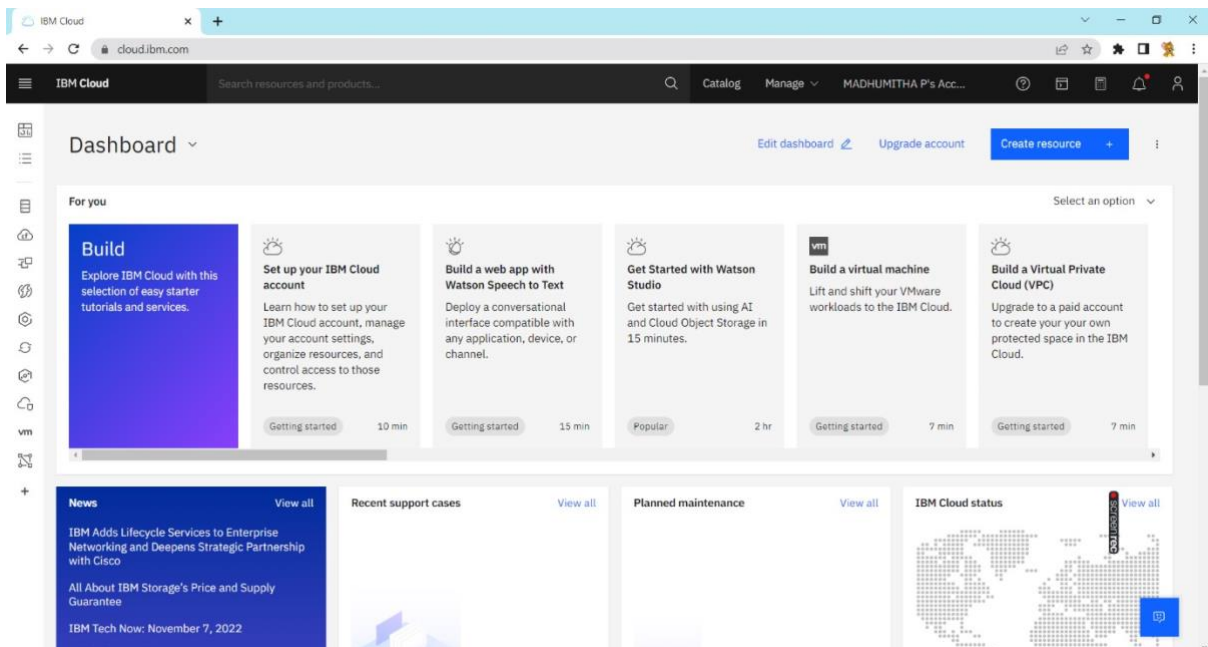 IBM Cloud
cloud.ibm.com
IBM Cloud
Search resources and products...
Catalog
Manage
MADHUMITHA P's Acc...
Dashboard
Edit dashboard
Upgrade account
Create resource +
For you
Select an option
Build
Explore IBM Cloud with this
selection of easy starter
tutorials and services.
Set up your IBM Cloud
account
Learn how to set up your
IBM Cloud account, manage
your account settings,
organize resources, and
control access to those
resources.
Getting started
10 min
Build a web app with
Watson Speech to Text
Deploy a conversational
interface compatible with
any application, device, or
channel.
Getting started
15 min
Get Started with Watson
Studio
Get started with using AI
and Cloud Object Storage in
15 minutes.
Popular
2 hr
vm
Build a virtual machine
Lift and shift your VMware
workloads to the IBM Cloud.
Getting started
7 min
Build a Virtual Private
Cloud (VPC)
Upgrade to a paid account
to create your your own
protected space in the IBM
Cloud.
Getting started
7 min
vm
News
View all
IBM Adds Lifecycle Services to Enterprise
Networking and Deepens Strategic Partnership
with Cisco
All About IBM Storage's Price and Supply
Guarantee
IBM Tech Now: November 7, 2022
Recent support cases
View all
Planned maintenance
View all
IBM Cloud status
View all
screenrec